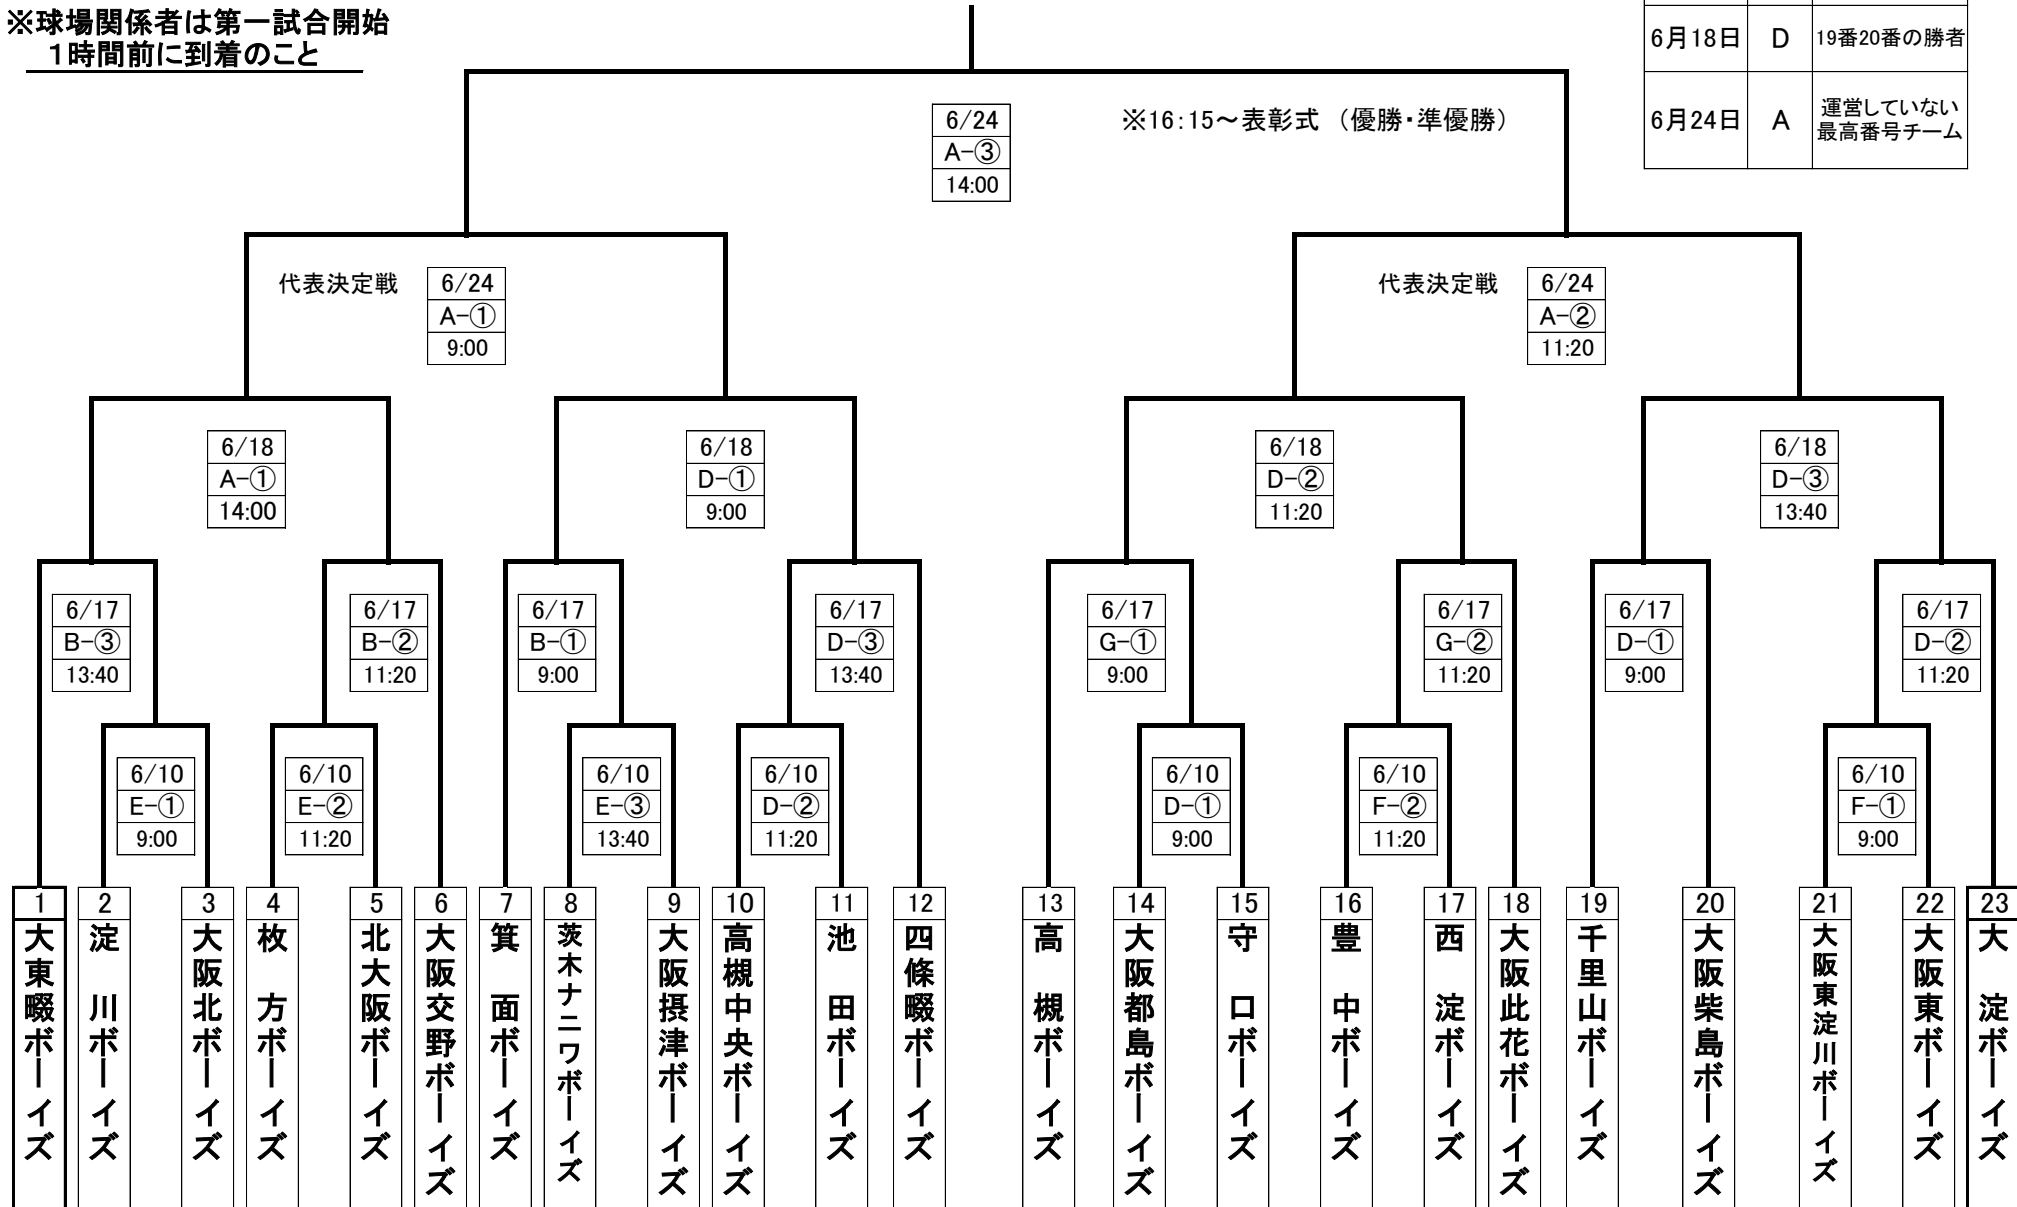 ※球場関係者は第一試合開始
1時間前に到着のこと
6月18日 D 19番20番の勝者
6月24日 A 運営していない
最高番号チーム
6/24
A-③
14:00
※16:15～表彰式 （優勝・準優勝）
代表決定戦
6/24
A-①
9:00
代表決定戦
6/24
A-②
11:20
6/18
A-①
14:00
6/18
D-①
9:00
6/18
D-②
11:20
6/18
D-③
13:40
6/17
B-③
13:40
6/17
B-②
11:20
6/17
B-①
9:00
6/17
D-③
13:40
6/17
G-①
9:00
6/17
G-②
11:20
6/17
D-①
9:00
6/17
D-②
11:20
6/10
E-①
9:00
6/10
E-②
11:20
6/10
E-③
13:40
6/10
D-②
11:20
6/10
D-①
9:00
6/10
F-②
11:20
6/10
F-①
9:00
1
大東畷ボーイズ
2
淀 川ボーイズ
3
大阪北ボーイズ
4
枚 方ボーイズ
5
北大阪ボーイズ
6
大阪交野ボーイズ
7
箕 面ボーイズ
8
茨木ナニワボーイズ
9
大阪摂津ボーイズ
10
高槻中央ボーイズ
11
池 田ボーイズ
12
四條畷ボーイズ
13
高 槻ボーイズ
14
大阪都島ボーイズ
15
守 口ボーイズ
16
豊 中ボーイズ
17
西 淀ボーイズ
18
大阪此花ボーイズ
19
千里山ボーイズ
20
大阪柴島ボーイズ
21
大阪東淀川ボーイズ
22
大阪東ボーイズ
23
大 淀ボーイズ